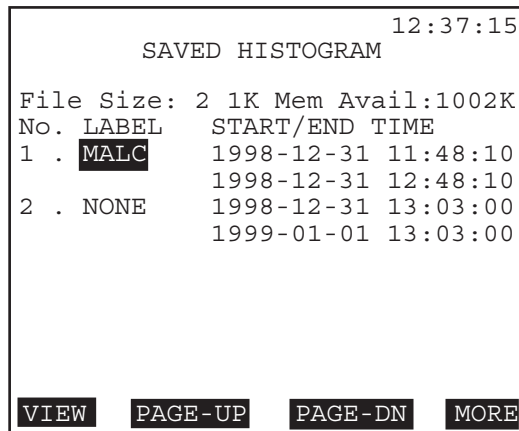 12:37:15
SAVED HISTOGRAM
File Size: 2 1K Mem Avail:1002K
No. LABEL START/END TIME
1 . MALC 1998-12-31 11:48:10
1998-12-31 12:48:10
2 . NONE 1998-12-31 13:03:00
1999-01-01 13:03:00
VIEW PAGE-UP PAGE-DN MORE